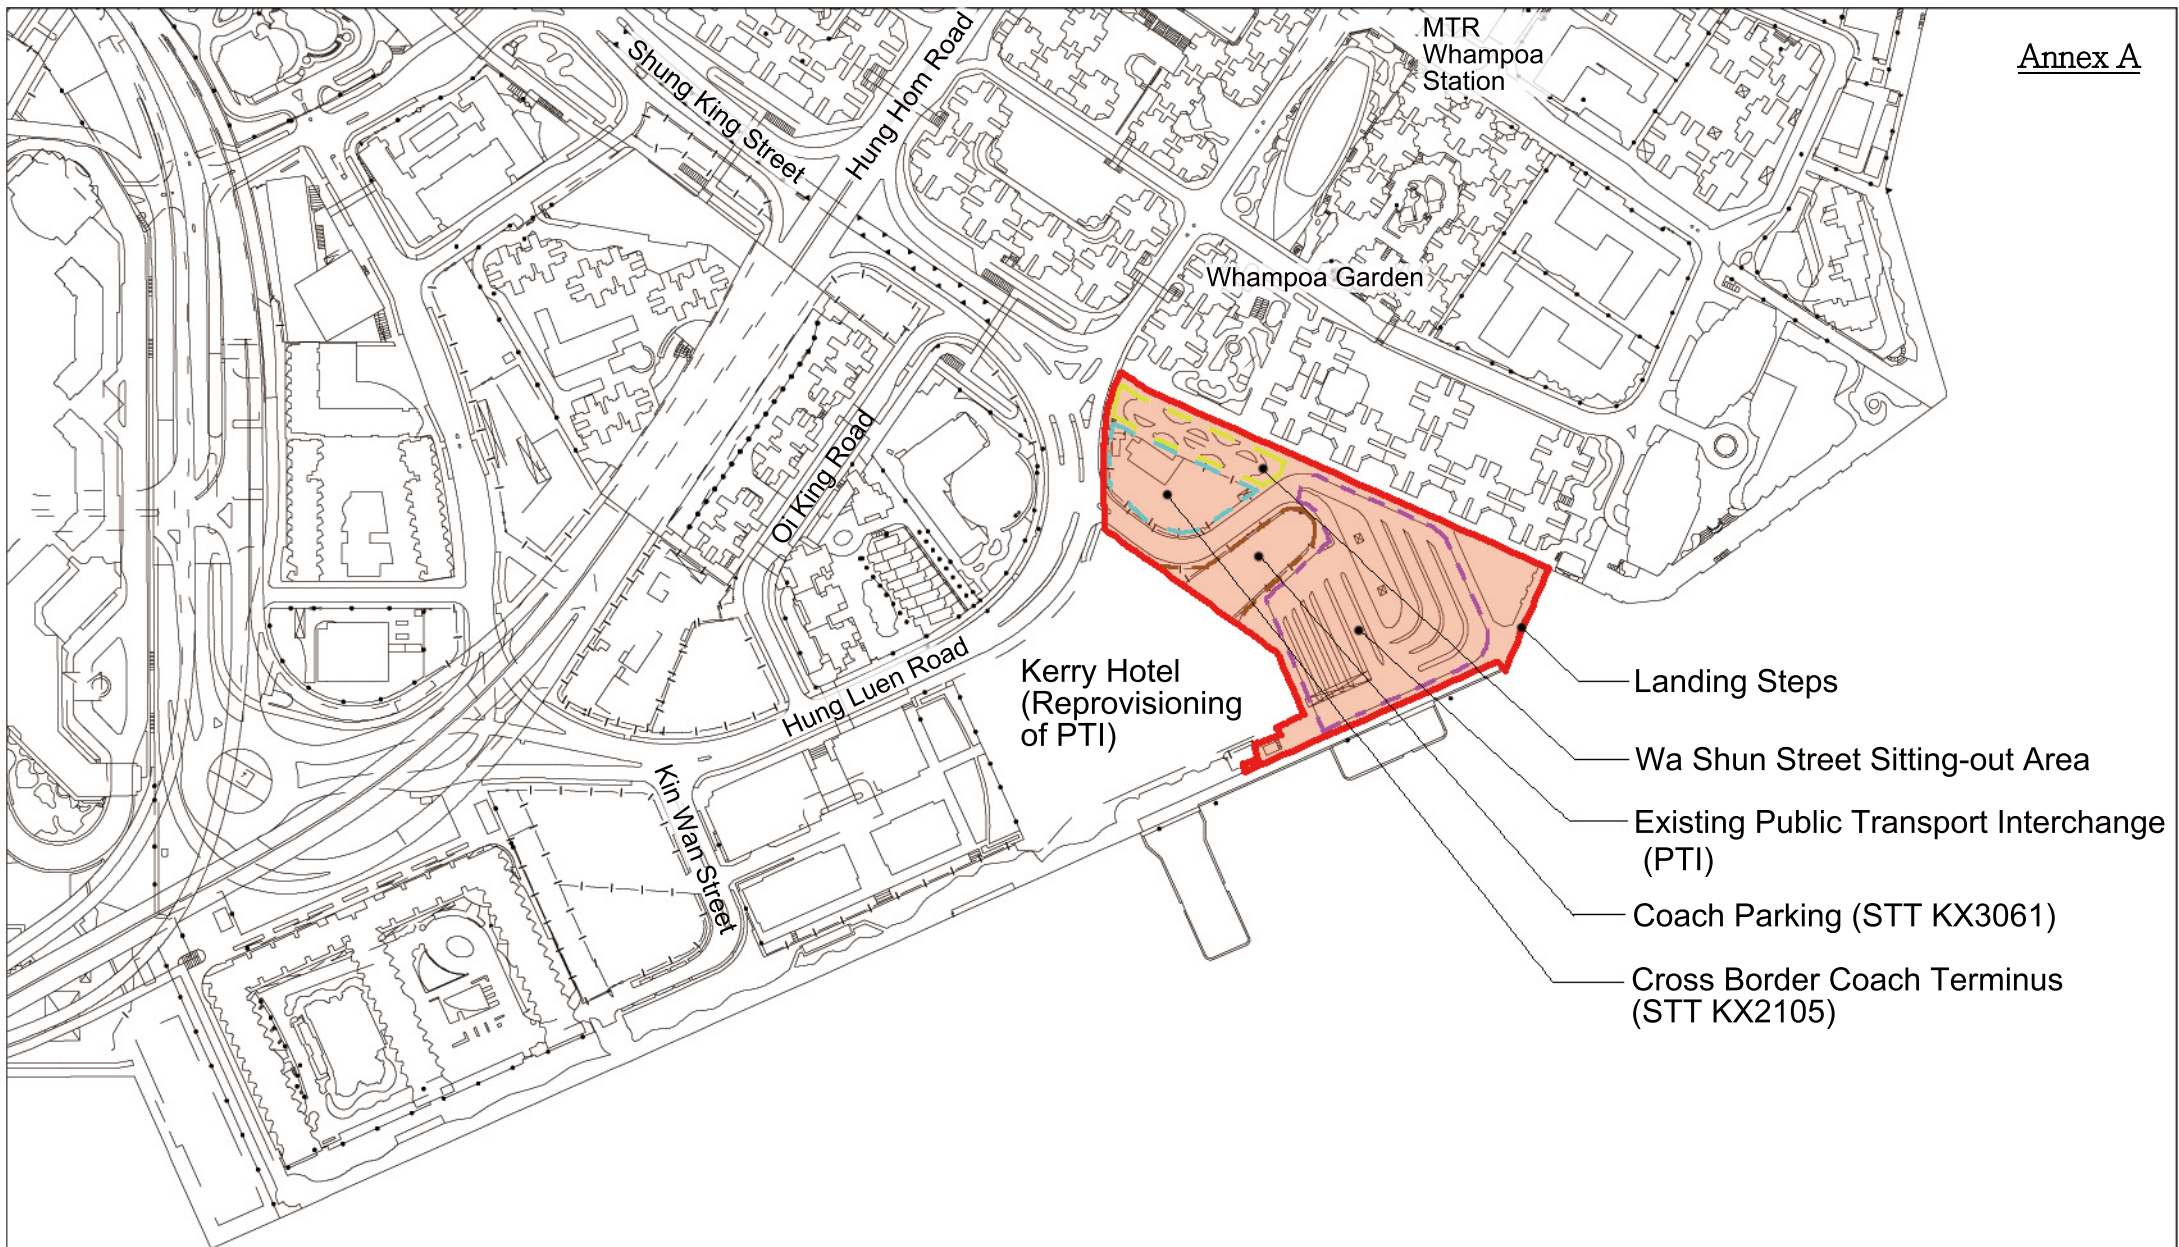 Annex A
MTR
Whampoa
Station
Shung King Street
Hung Hom Road
Whampoa Garden
Oi King Road
Hung Luen Road
Kin Wan Street
Kerry Hotel
(Reprovisioning
of PTI)
Landing Steps
Wa Shun Street Sitting-out Area
Existing Public Transport Interchange
(PTI)
Coach Parking (STT KX3061)
Cross Border Coach Terminus
(STT KX2105)